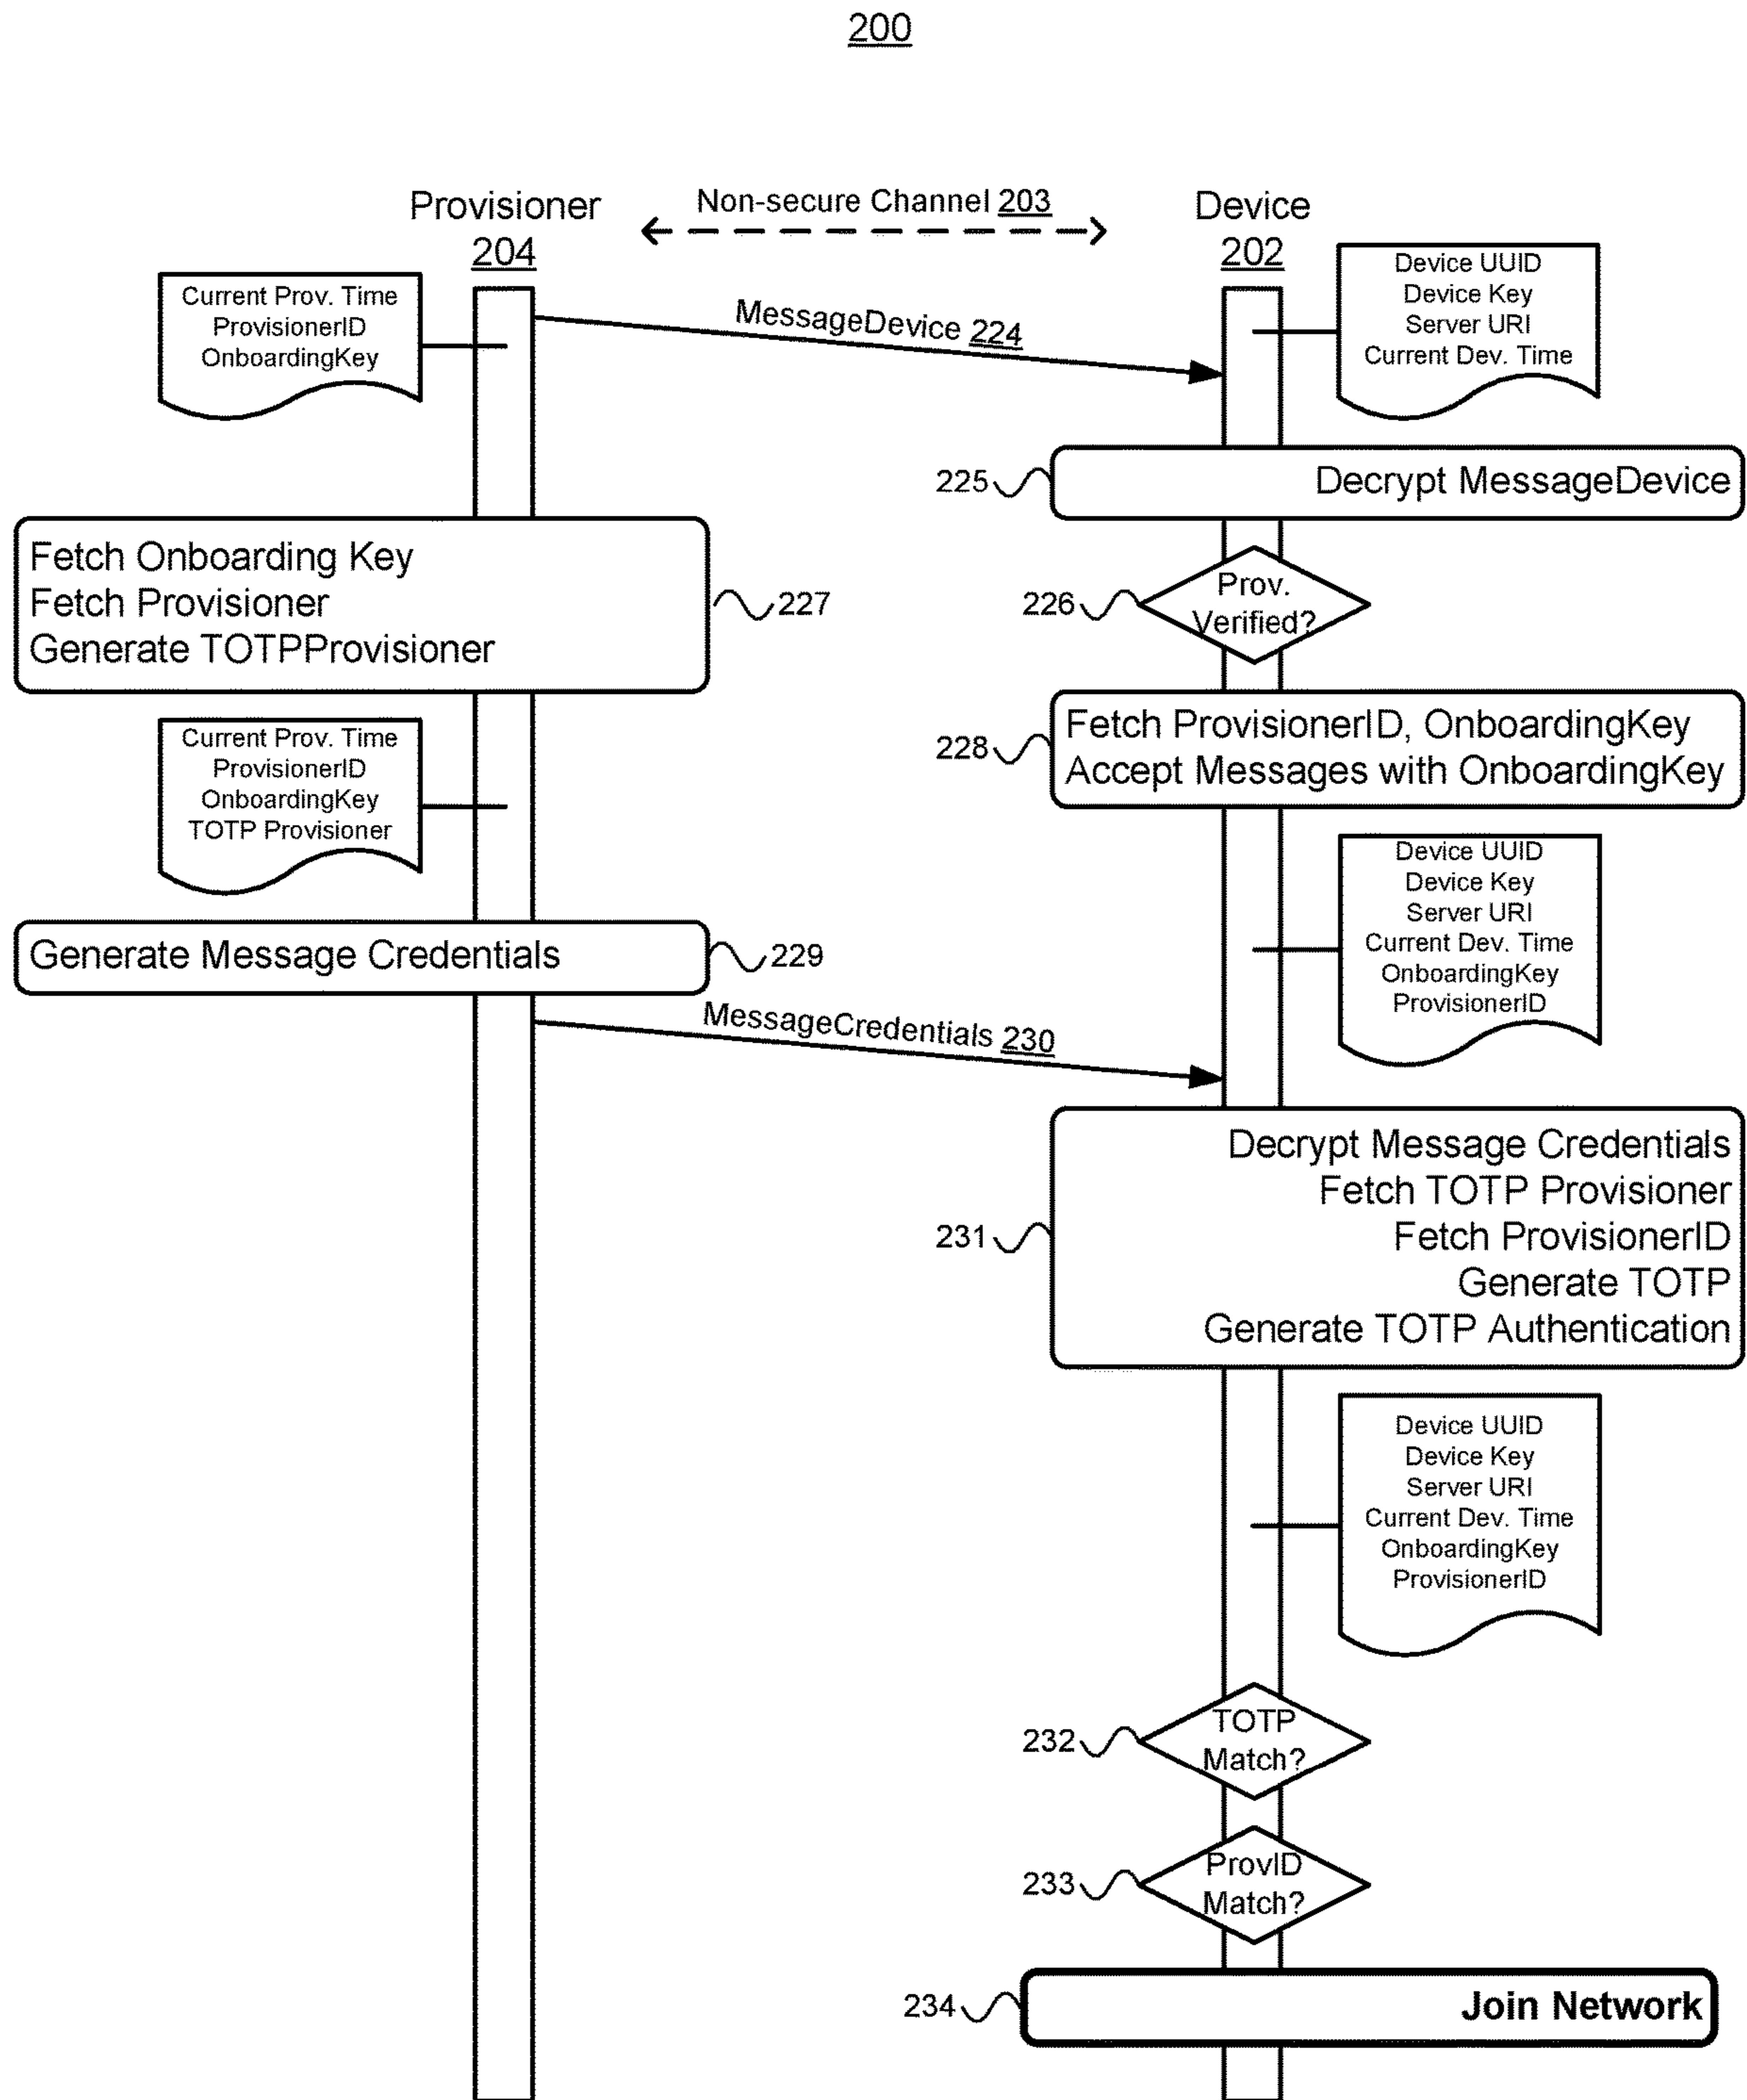 200
Provisioner
204
Non-secure Channel 203
Device
202
Current Prov. Time
ProvisionerID
OnboardingKey
MessageDevice 224
Device UUID
Device Key
Server URI
Current Dev. Time
225
Decrypt MessageDevice
Fetch Onboarding Key
Fetch Provisioner
Generate TOTPProvisioner
227
226
Prov.
Verified?
Current Prov. Time
ProvisionerID
OnboardingKey
TOTP Provisioner
228
Fetch ProvisionerID, OnboardingKey
Accept Messages with OnboardingKey
Device UUID
Device Key
Server URI
Current Dev. Time
OnboardingKey
ProvisionerID
Generate Message Credentials
229
MessageCredentials 230
231
Decrypt Message Credentials
Fetch TOTP Provisioner
Fetch ProvisionerID
Generate TOTP
Generate TOTP Authentication
Device UUID
Device Key
Server URI
Current Dev. Time
OnboardingKey
ProvisionerID
232
TOTP
Match?
233
ProvID
Match?
234
Join Network